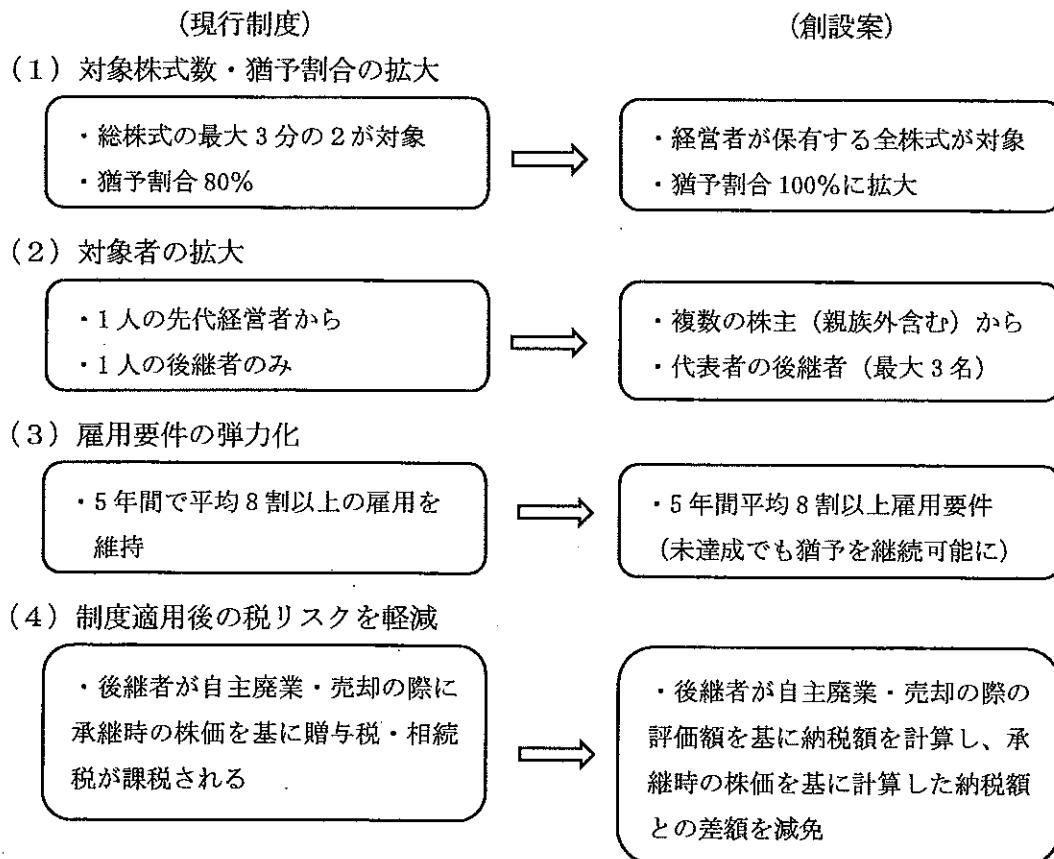 (現行制度)
(創設案)
(1)対象株式数・猶予割合の拡大
・総株式の最大3分の2が対象
・猶予割合80%
・経営者が保有する全株式が対象
・猶予割合100%に拡大
(2)対象者の拡大
・1人の先代経営者から
・1人の後継者のみ
・複数の株主(親族外含む)から
・代表者の後継者(最大3名)
(3)雇用要件の弾力化
・5年間で平均8割以上の雇用を
維持
・5年間平均8割以上雇用要件
(未達成でも猶予を継続可能に)
(4)制度適用後の税リスクを軽減
・後継者が自主廃業・売却の際に
承継時の株価を基に贈与税・相続
税が課税される
・後継者が自主廃業・売却の際の
評価額を基に納税額を計算し、承
継時の株価を基に計算した納税額
との差額を減免